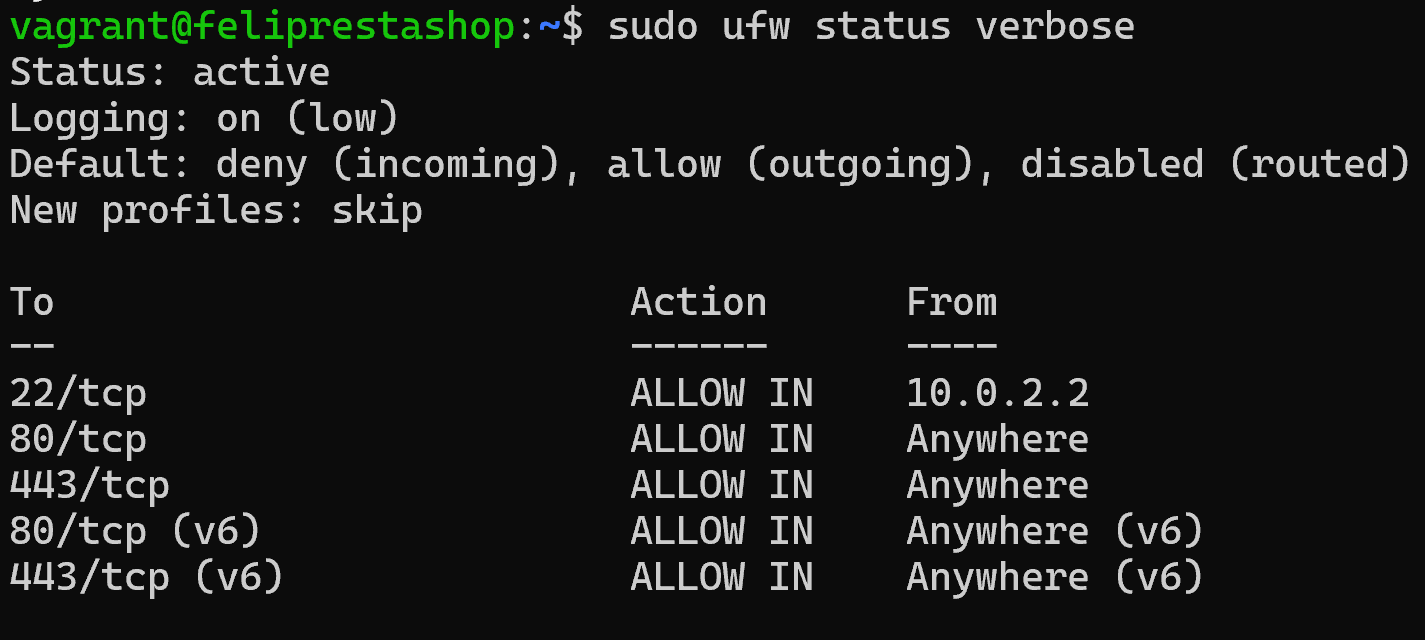 vagrant@feliprestashop:~$ sudo ufw status verbose
Status: active
Logging: on (low)
Default: deny (incoming), allow (outgoing), disabled (routed)
New profiles: skip

To                         Action      From
--                         ------      ----
22/tcp                     ALLOW IN    10.0.2.2
80/tcp                     ALLOW IN    Anywhere
443/tcp                    ALLOW IN    Anywhere
80/tcp (v6)                ALLOW IN    Anywhere (v6)
443/tcp (v6)               ALLOW IN    Anywhere (v6)